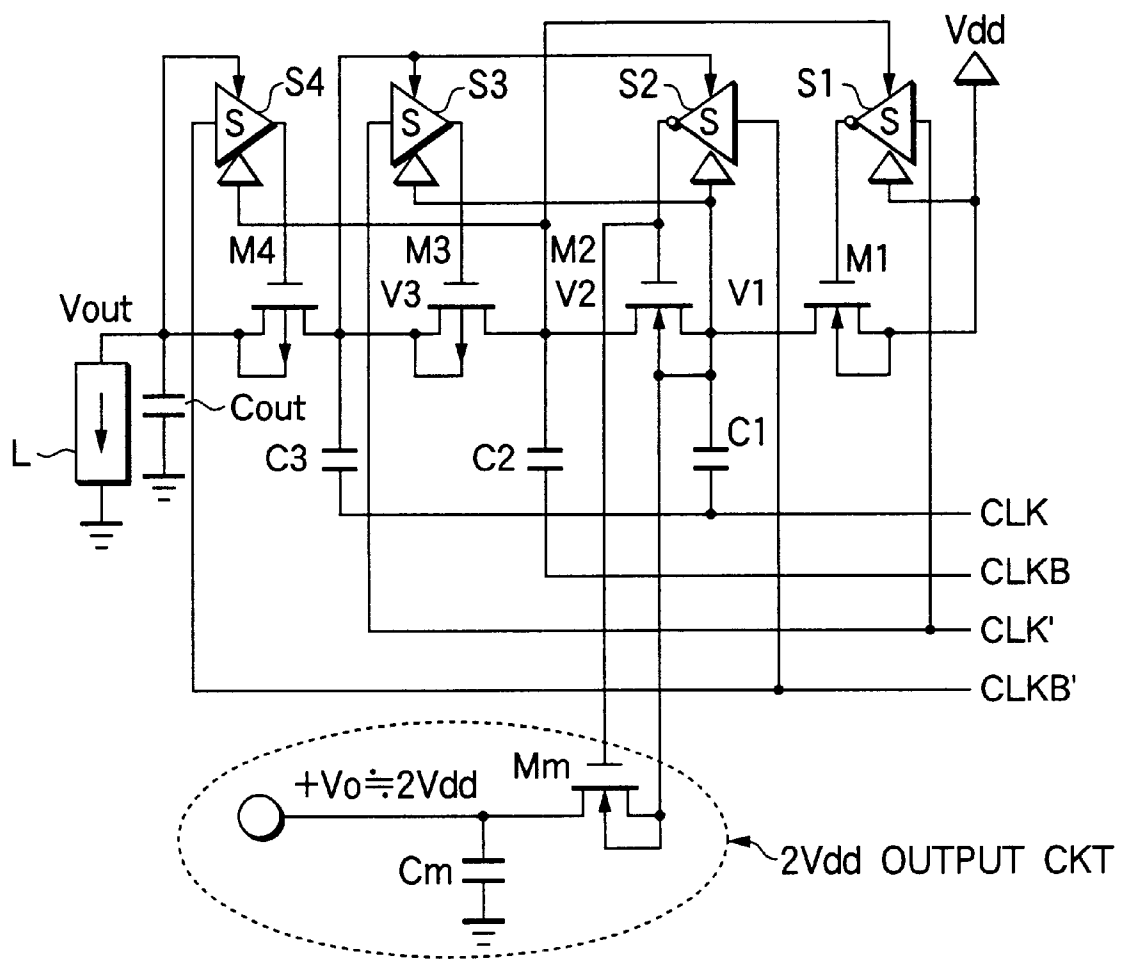 Vdd
S4
S3
S2
S1
S
S
S
S
M4
M3
M2
M1
Vout
V3
V2
V1
Cout
L
C3
C2
C1
CLK
CLKB
CLK'
CLKB'
Mm
+Vo≒2Vdd
Cm
2Vdd OUTPUT CKT